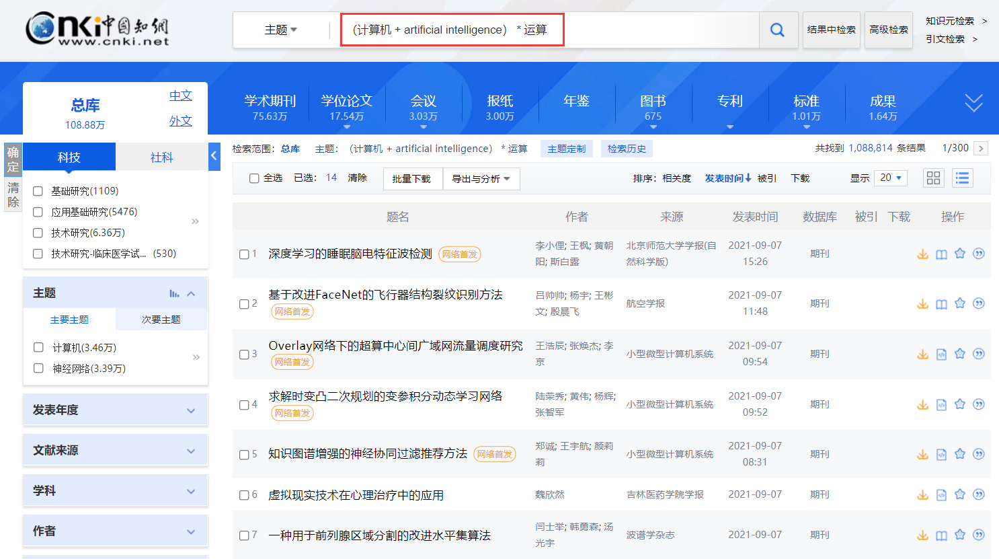 cnki中国知網
www.cnki.net
主题
（计算机 + artificial intelligence） * 运算
结果中检索
高级检索
知识元检索 >
引文检索 >
总库
108.88万
中文
外文
学术期刊
75.63万
学位论文
17.54万
会议
3.03万
报纸
3.00万
年鉴
图书
675
专利
标准
1.01万
成果
1.64万
确定
清除
科技
社科
基础研究(1109)
应用基础研究(5476)
技术研究(6.36万)
技术研究-临床医学试... (530)
»
主题
主要主题
次要主题
计算机(3.46万)
神经网络(3.39万)
»
发表年度
文献来源
学科
作者
检索范围：总库 主题：（计算机 + artificial intelligence） * 运算 主题定制 检索历史 共找到 1,088,814 条结果 1/300 >
全选 已选：14 清除 批量下载 导出与分析 排序：相关度 发表时间↓ 被引 下载 显示 20
题名 作者 来源 发表时间 数据库 被引 下载 操作
1 深度学习的睡眠脑电特征波检测 网络首发
李小俚; 王枫; 黄朝
阳; 斯白露
北京师范大学学报(自
然科学版)
2021-09-07
15:26
期刊
2 基于改进FaceNet的飞行器结构裂纹识别方法
网络首发
吕帅帅; 杨宇; 王彬
文; 殷晨飞
航空学报
2021-09-07
11:48
期刊
3 Overlay网络下的超算中心间广域网流量调度研究
网络首发
王浩辰; 张焕杰; 李
京
小型微型计算机系统
2021-09-07
09:54
期刊
4 求解时变凸二次规划的变参积分动态学习网络
网络首发
陆荣秀; 黄伟; 杨辉;
张智军
小型微型计算机系统
2021-09-07
09:52
期刊
5 知识图谱增强的神经协同过滤推荐方法 网络首发
郑诚; 王宇航; 颜莉
莉
小型微型计算机系统
2021-09-07
08:31
期刊
6 虚拟现实技术在心理治疗中的应用
魏欣然
吉林医药学院学报
2021-09-07
期刊
7 一种用于前列腺区域分割的改进水平集算法
闫士举; 韩勇森; 汤
光宇
波谱学杂志
2021-09-07
期刊